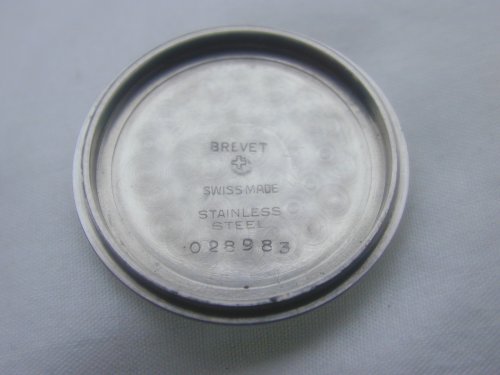 BREVET
SWISS MADE
STAINLESS
STEEL
028983